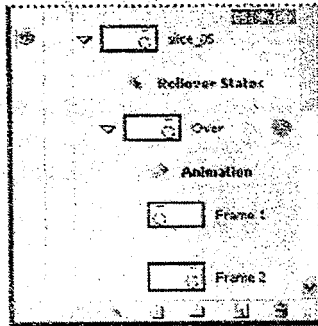 slice_05
Rollover States
Over
Animation
Frame 1
Frame 2